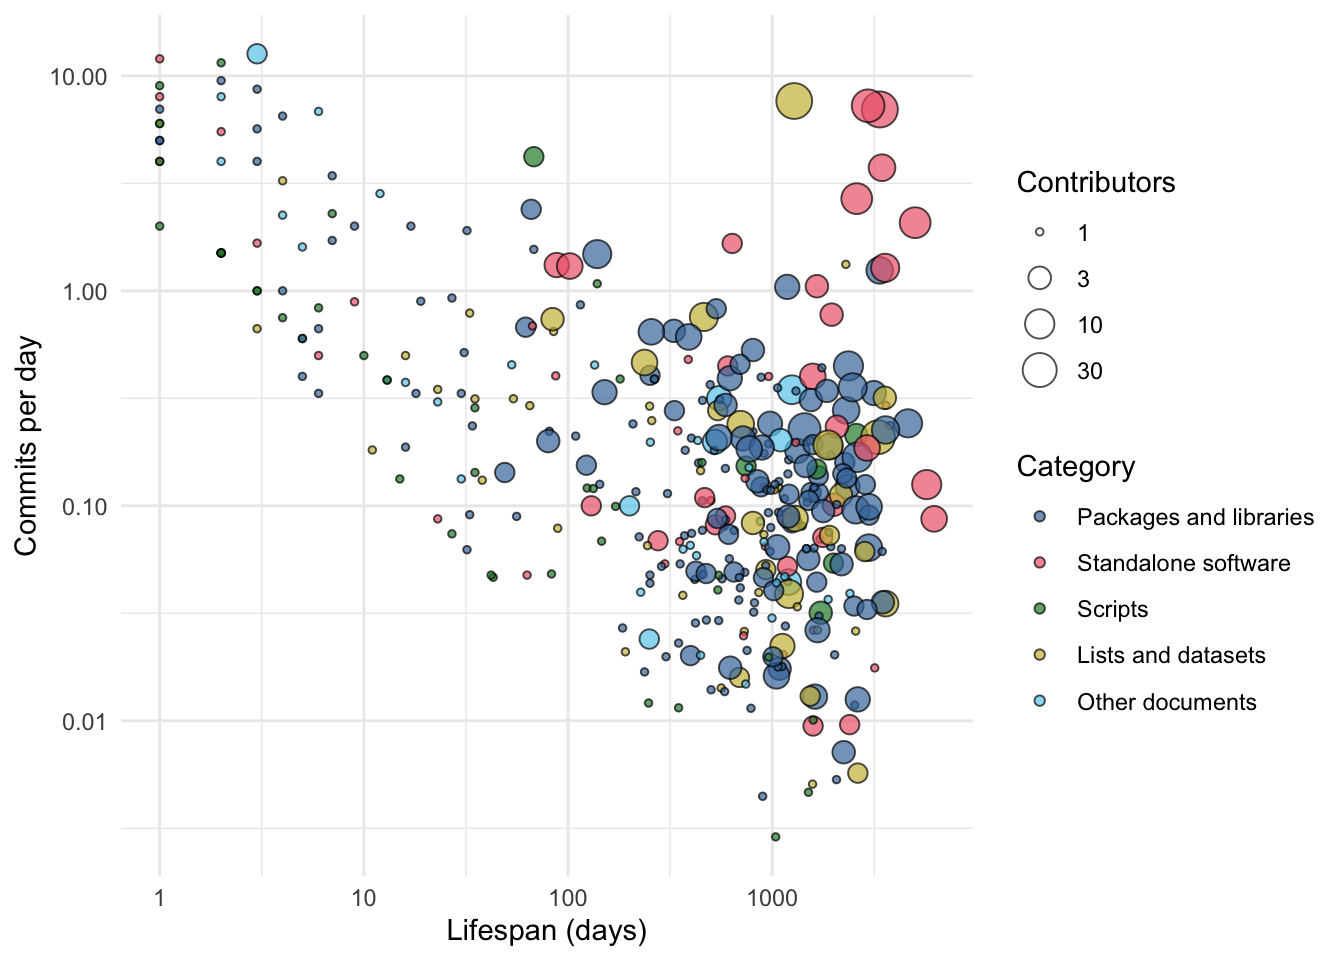 10.00
1.00
0.10
0.01
Commits per day
1
10
100
1000
Lifespan (days)
Contributors
1
3
10
30
Category
Packages and libraries
Standalone software
Scripts
Lists and datasets
Other documents